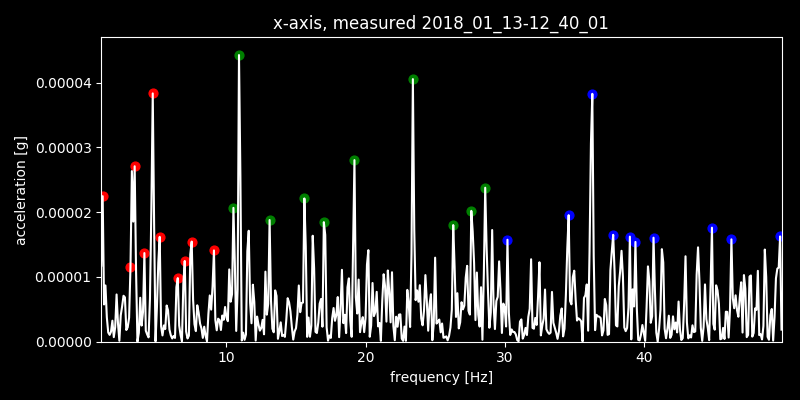 x-axis, measured 2018_01_13-12_40_01
acceleration [g]
0.00004
0.00003
0.00002
0.00001
0.00000
10 20 30 40
frequency [Hz]